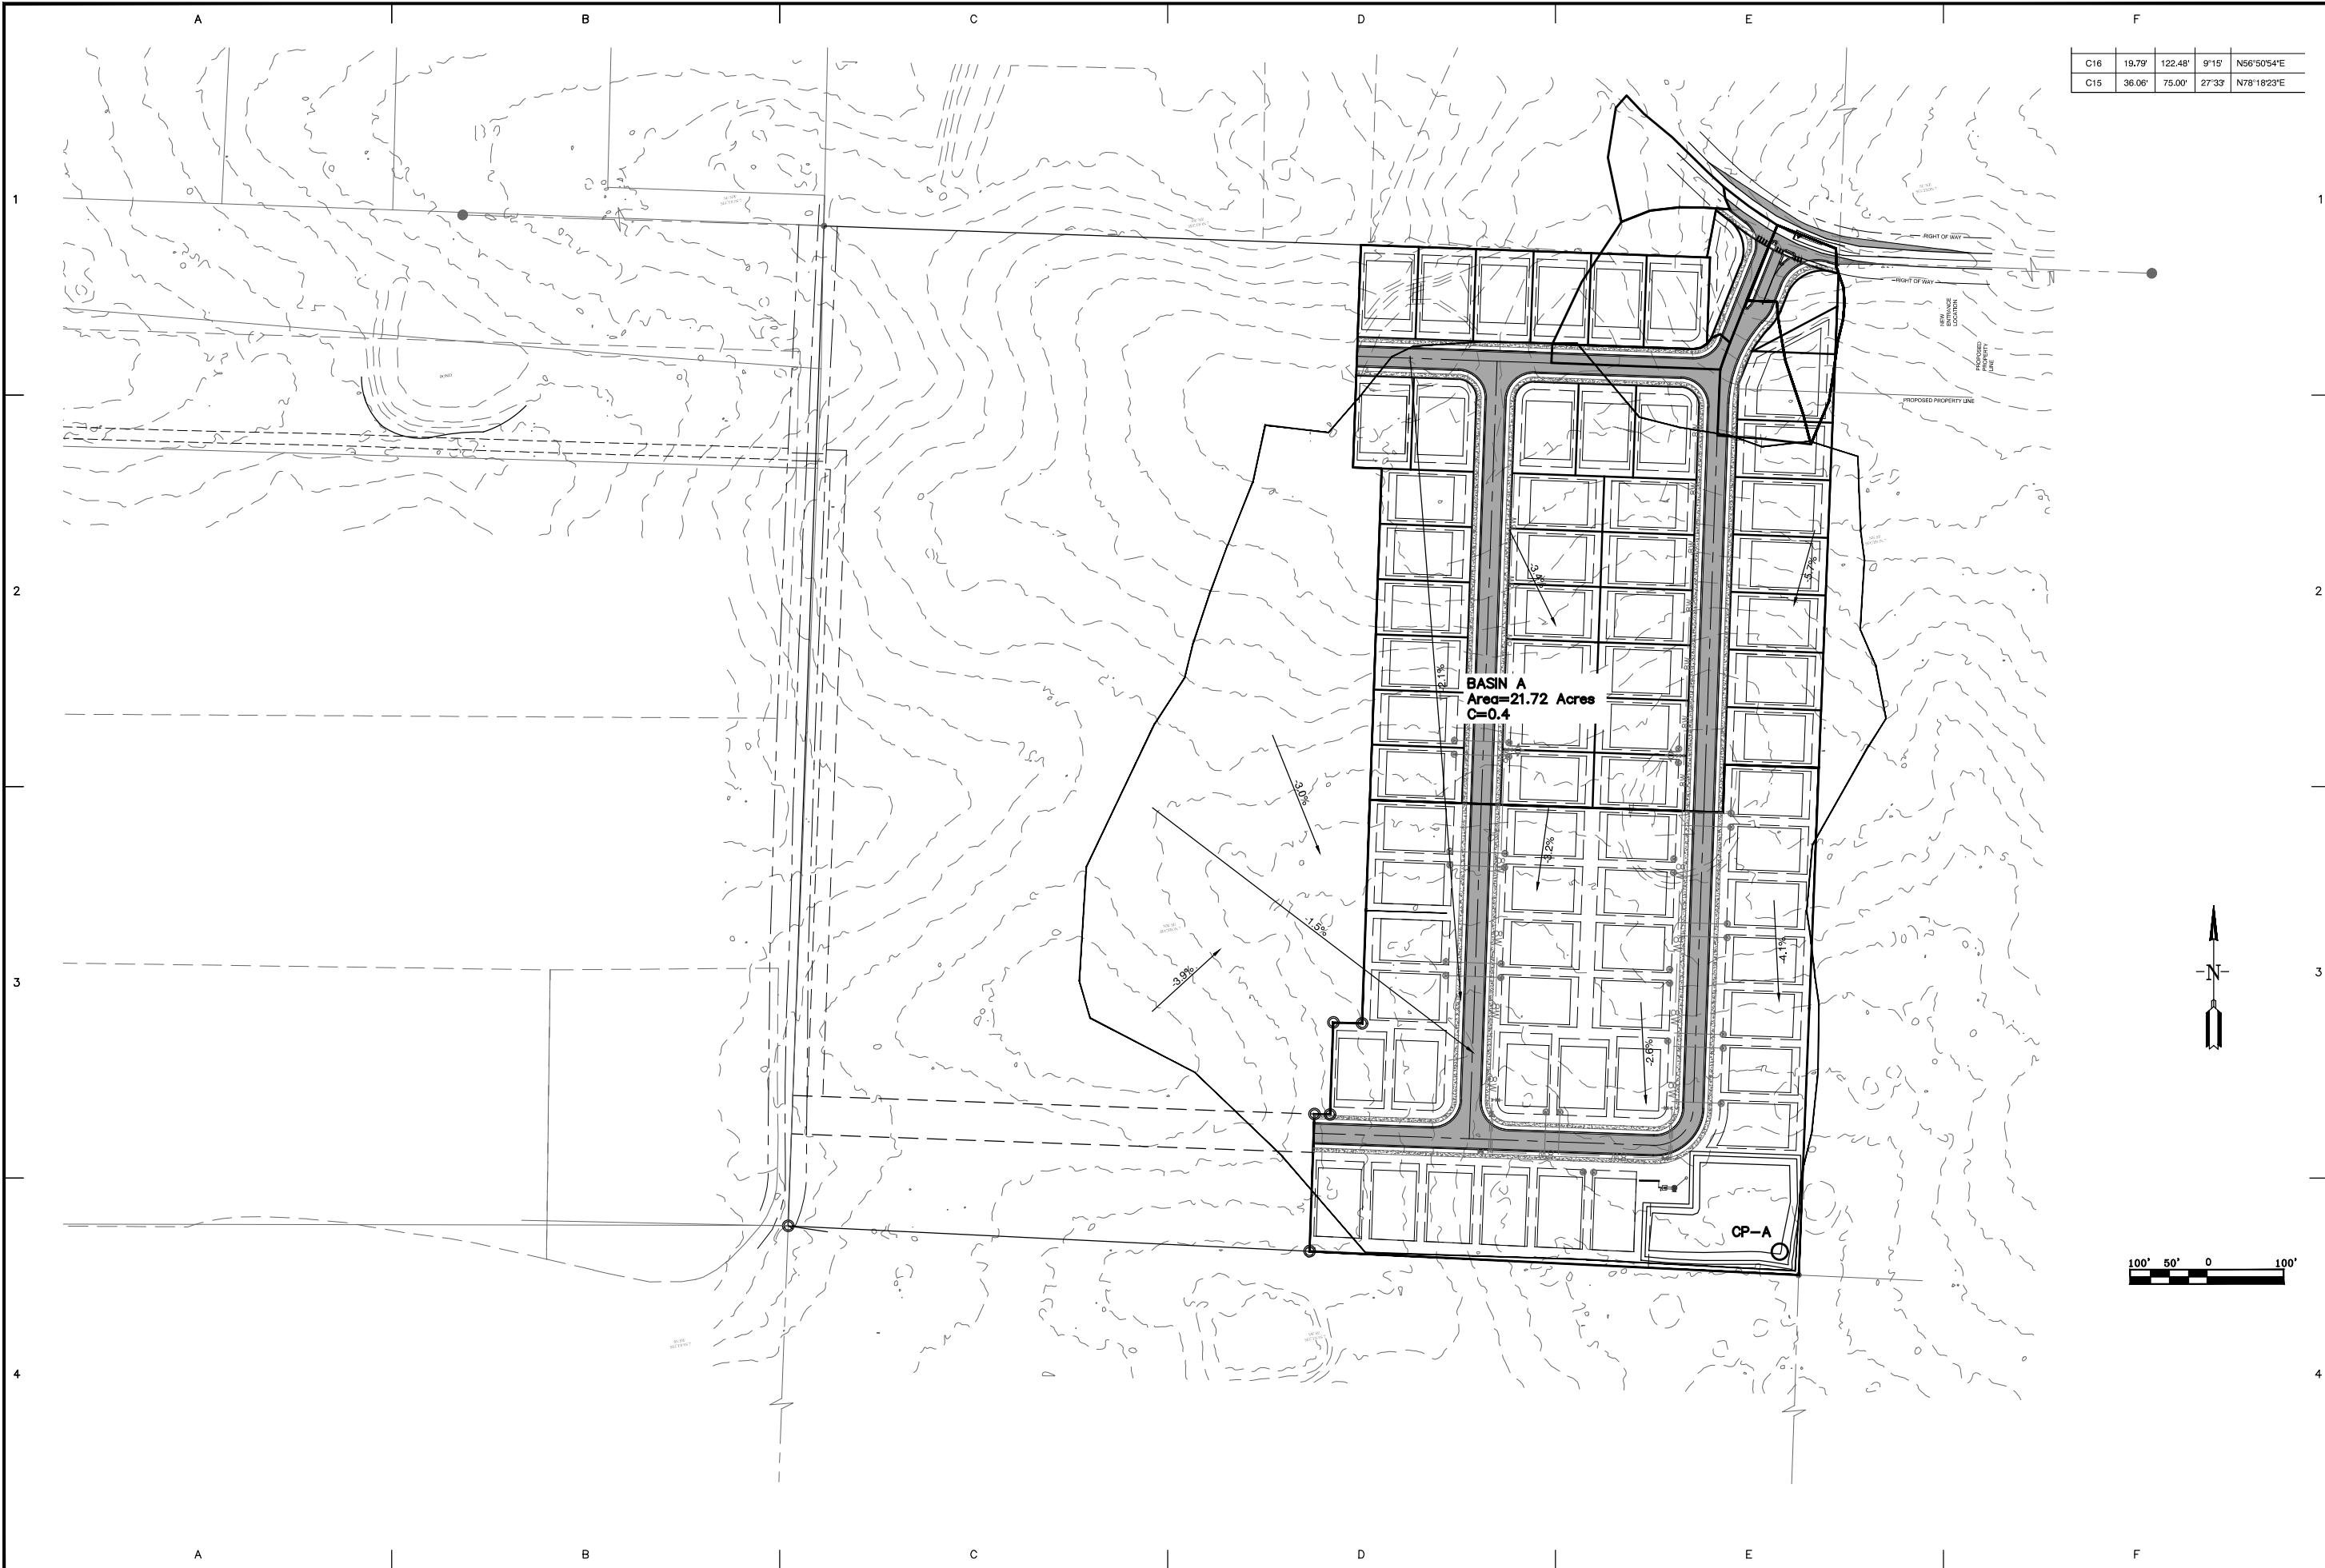 A B C D E F
C16 19.79' 122.48' 9°15' N56°50'54"E
C15 36.06' 75.00' 27°33' N78°18'23"E
1 1
RIGHT OF WAY
RIGHT OF WAY
NEW
ENTRANCE
LOCATION
PROPOSED
PROPERTY
LINE
POND
PROPOSED PROPERTY LINE
2 2
-3.4%
-5.7%
-2.1%
BASIN A
Area=21.72 Acres
C=0.4
-3.0%
-3.2%
-1.5%
-4.1%
-3.9%
3 3
-N-
-2.6%
CP-A
100' 50' 0 100'
4 4
A B C D E F